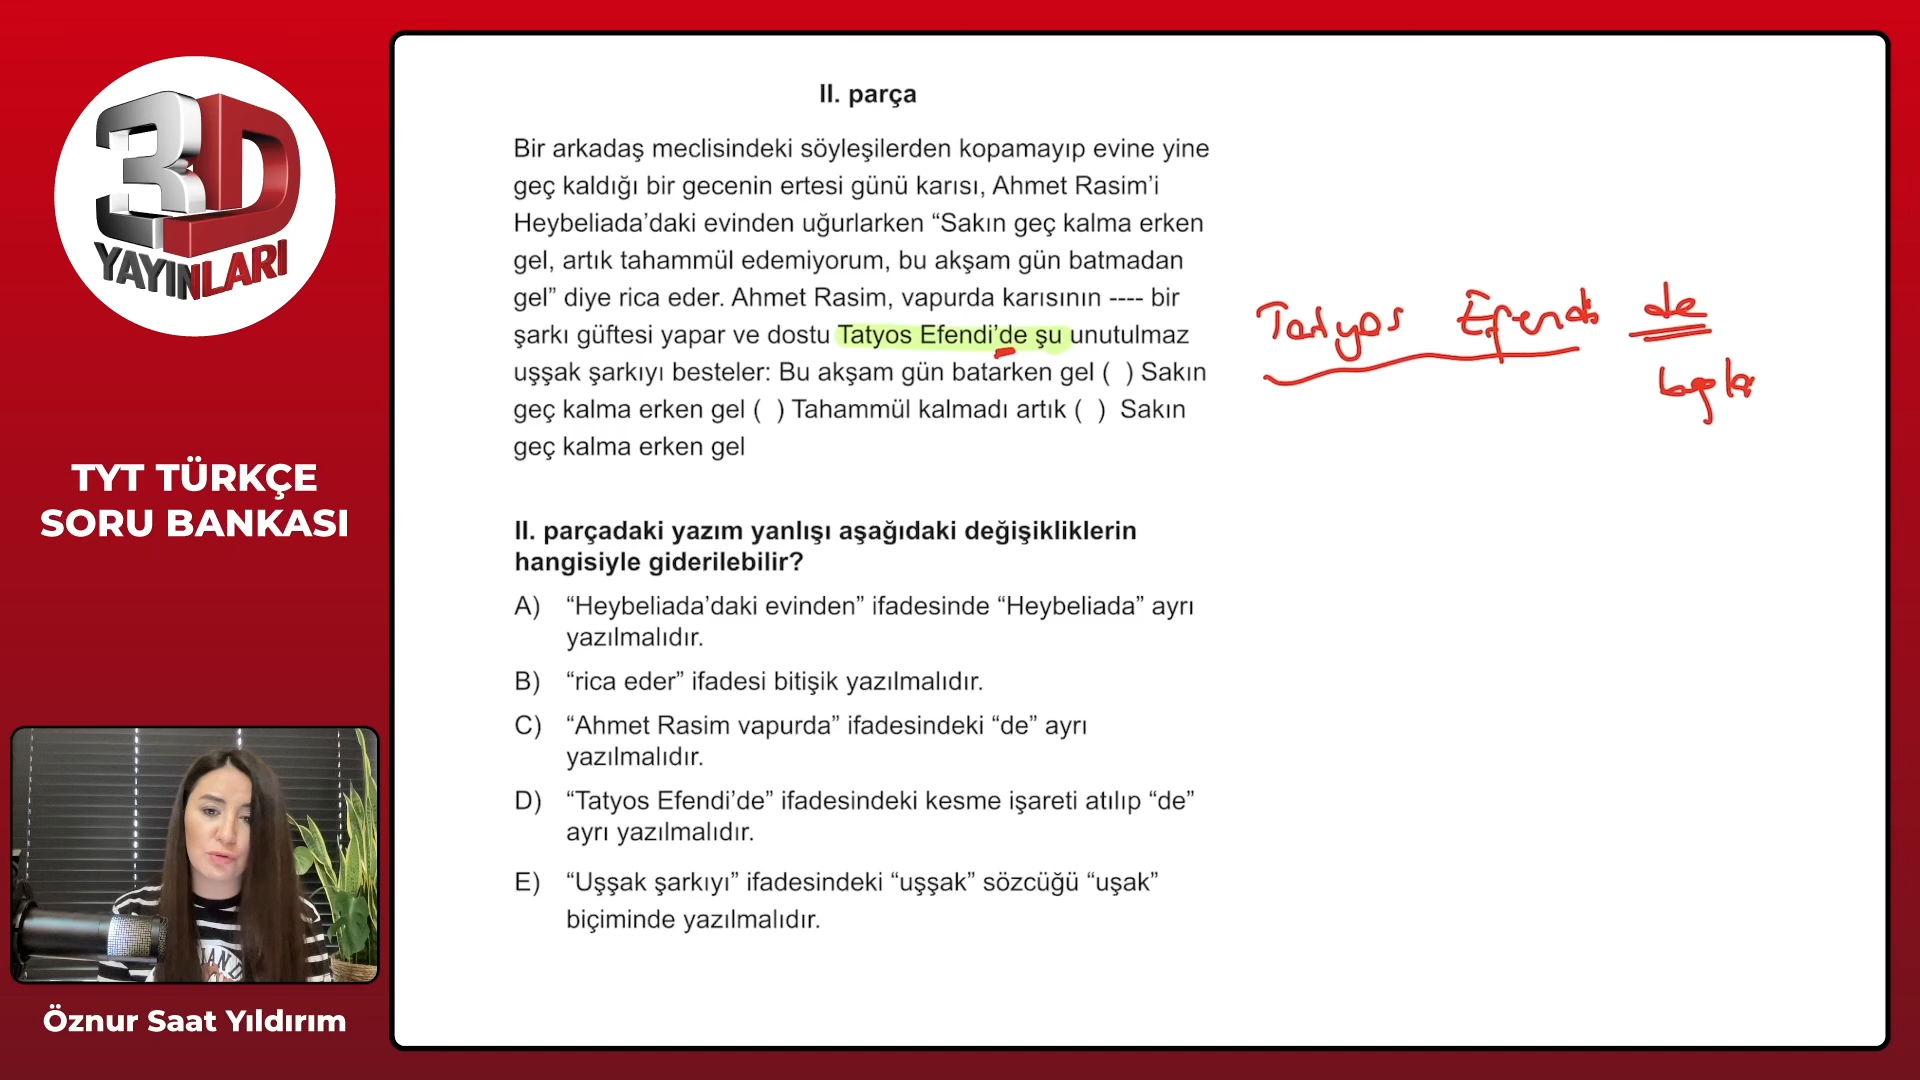 3D
YAYINLARI
TYT TÜRKÇE
SORU BANKASI
Öznur Saat Yıldırım
II. parça
Bir arkadaş meclisindeki söyleşilerden kopamayıp evine yine
geç kaldığı bir gecenin ertesi günü karısı, Ahmet Rasim’i
Heybeliada’daki evinden uğurlarken “Sakın geç kalma erken
gel, artık tahammül edemiyorum, bu akşam gün batmadan
gel” diye rica eder. Ahmet Rasim, vapurda karısının ---- bir
şarkı güftesi yapar ve dostu Tatyos Efendi’de şu unutulmaz
uşşak şarkıyı besteler: Bu akşam gün batarken gel ( ) Sakın
geç kalma erken gel ( ) Tahammül kalmadı artık ( ) Sakın
geç kalma erken gel
Tatyos Efendi de
II. parçadaki yazım yanlışı aşağıdaki değişikliklerin
hangisiyle giderilebilir?
A) “Heybeliada’daki evinden” ifadesinde “Heybeliada” ayrı
yazılmalıdır.
B) “rica eder” ifadesi bitişik yazılmalıdır.
C) “Ahmet Rasim vapurda” ifadesindeki “de” ayrı
yazılmalıdır.
D) “Tatyos Efendi’de” ifadesindeki kesme işareti atılıp “de”
ayrı yazılmalıdır.
E) “Uşşak şarkıyı” ifadesindeki “uşşak” sözcüğü “uşak”
biçiminde yazılmalıdır.